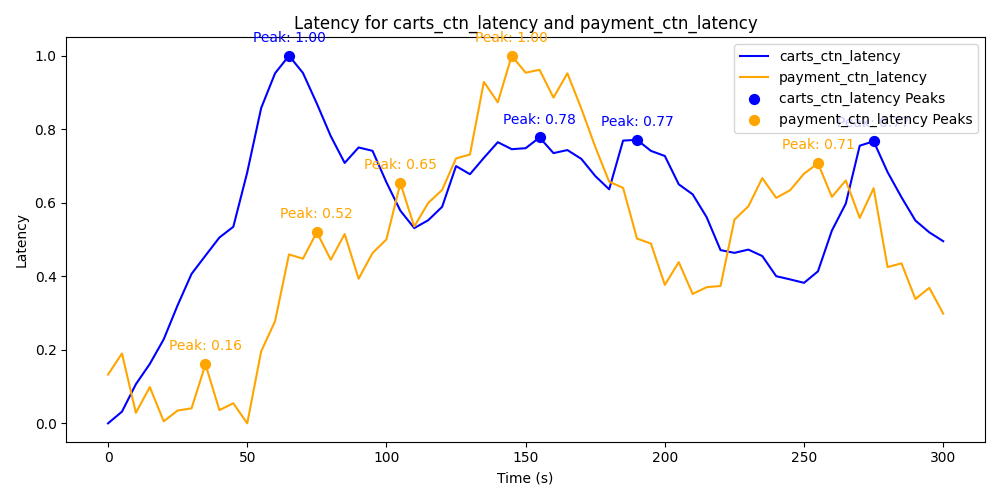 Latency for carts_ctn_latency and payment_ctn_latency
Peak: 1.00
Peak: 1.00
carts_ctn_latency
payment_ctn_latency
carts_ctn_latency Peaks
payment_ctn_latency Peaks
Peak: 0.78
Peak: 0.77
Peak: 0.71
Peak: 0.65
Peak: 0.52
Peak: 0.16
Latency
1.0
0.8
0.6
0.4
0.2
0.0
0
50
100
150
200
250
300
Time (s)